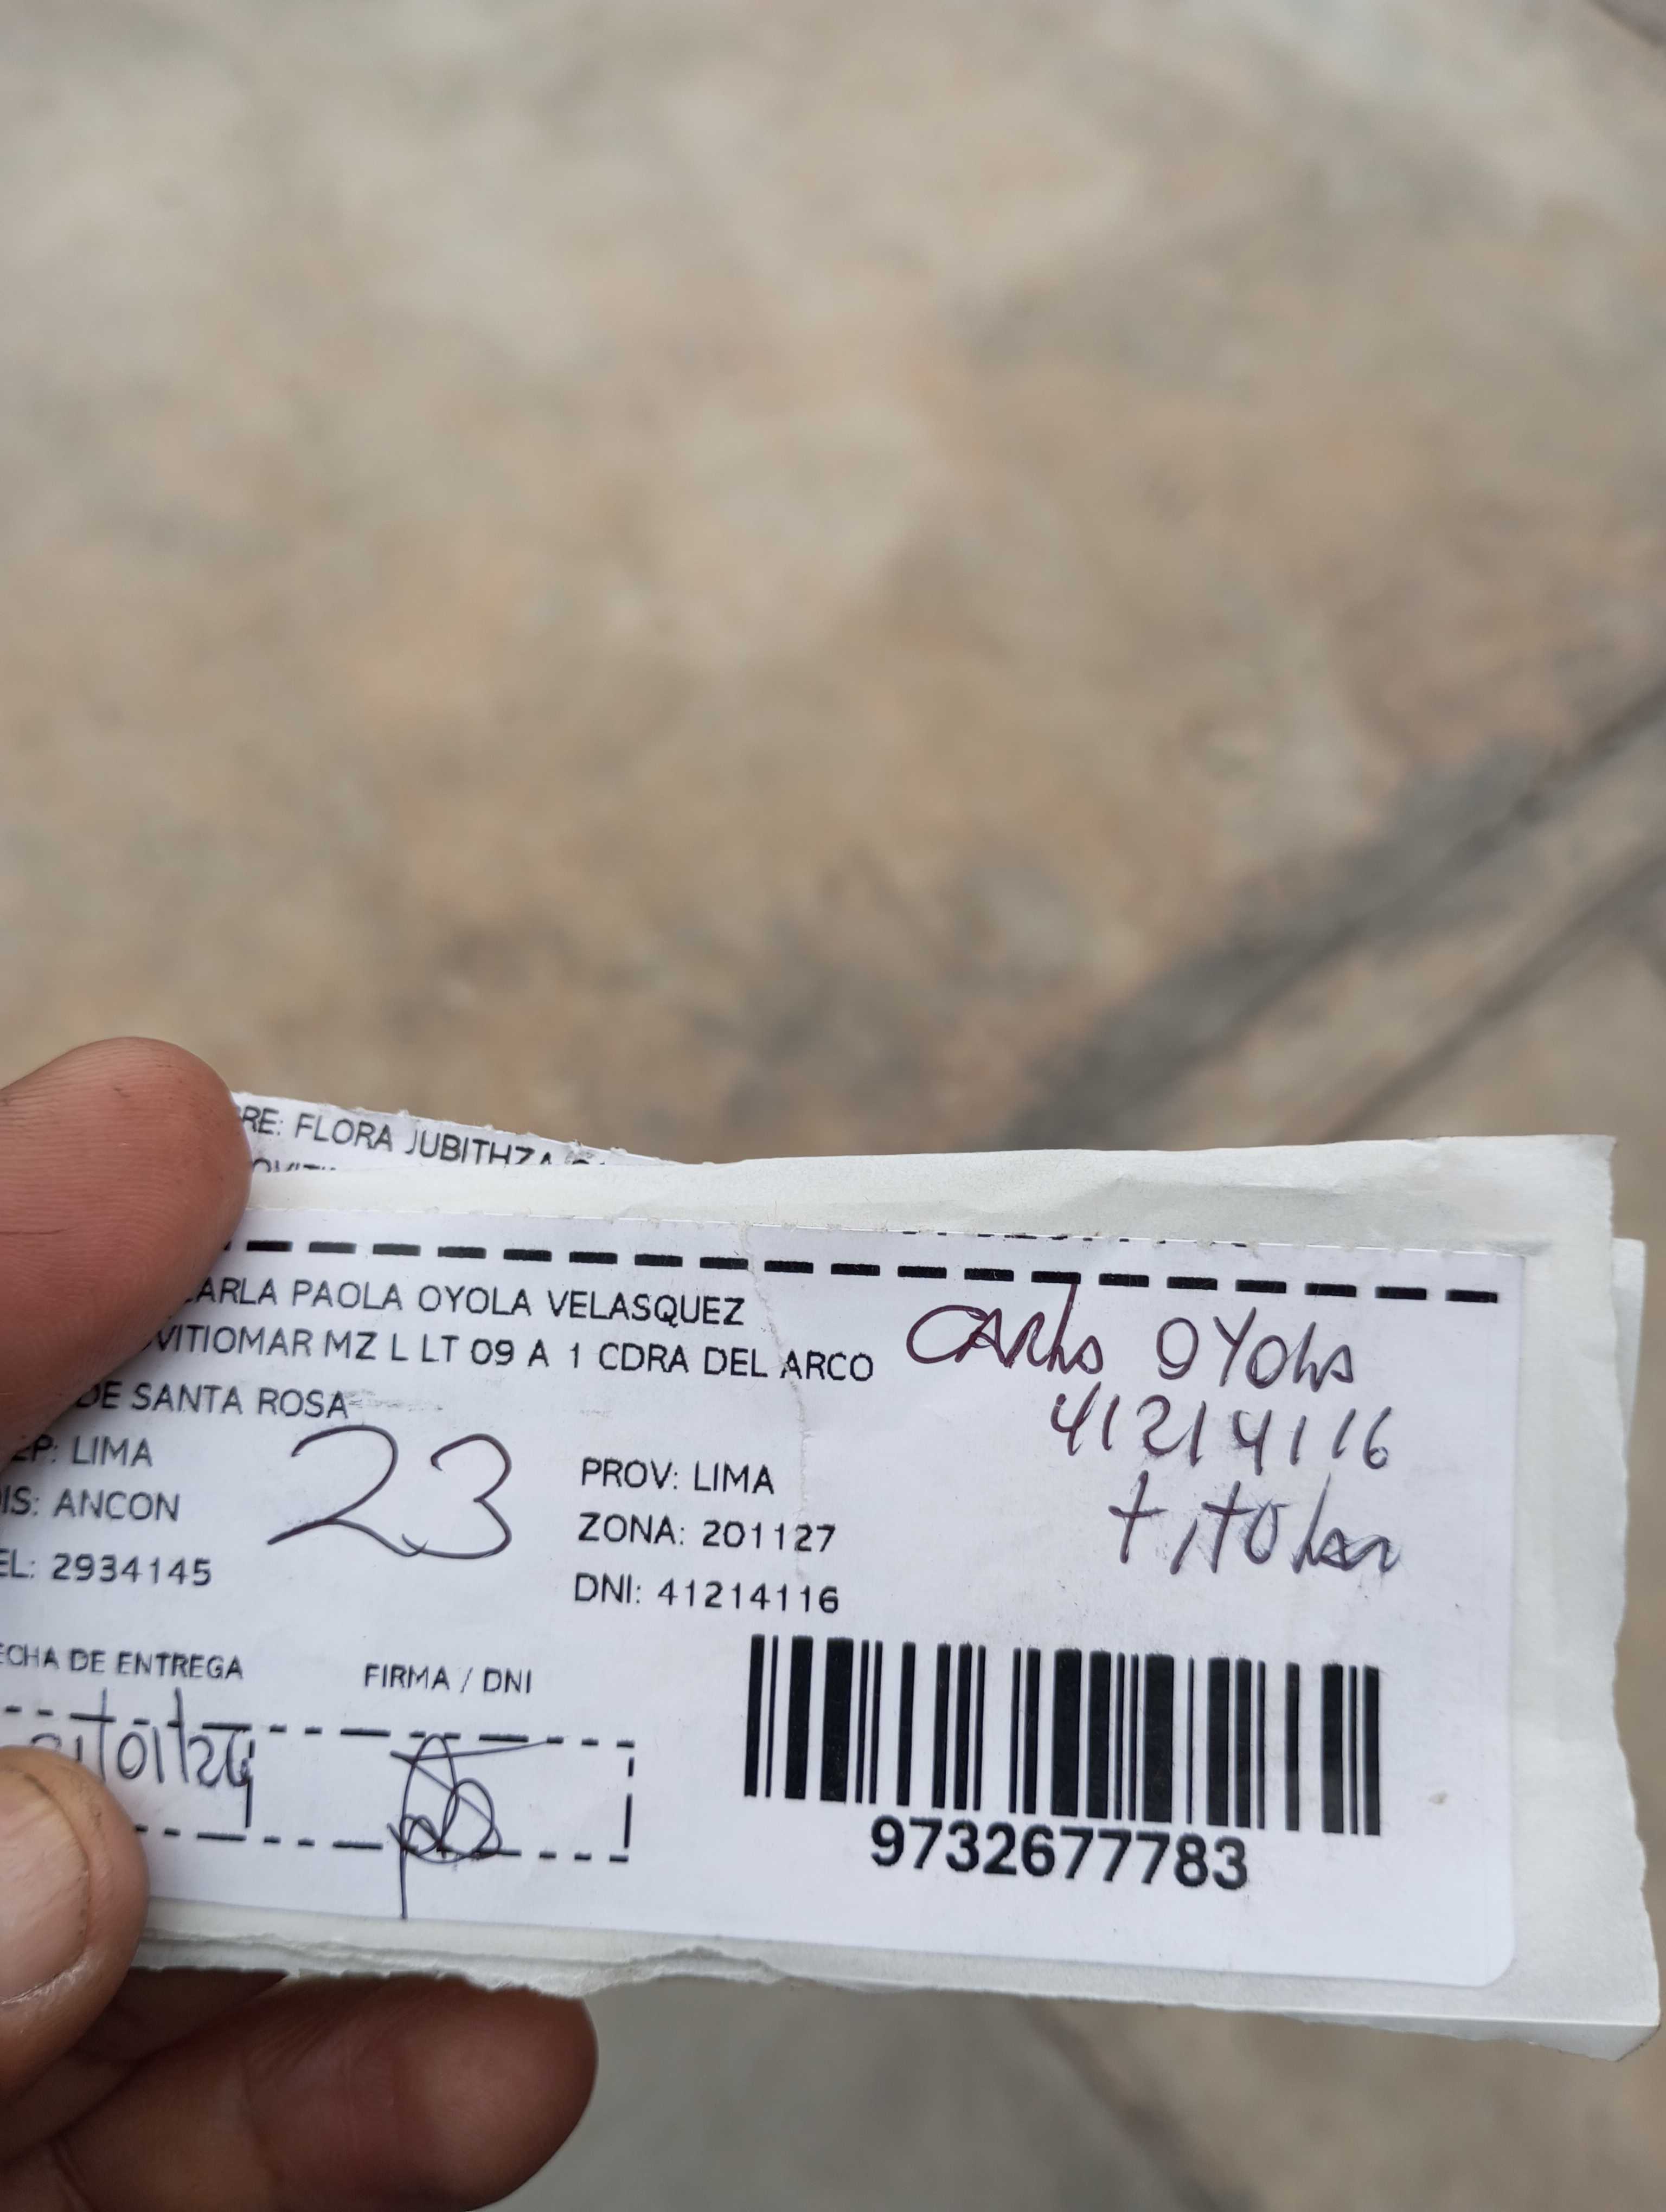 RE: FLORA JUBITHZA
ARLA PAOLA OYOLA VELASQUEZ
VITIOMAR MZ L LT 09 A 1 CDRA DEL ARCO
DE SANTA ROSA
EP: LIMA
PROV: LIMA
IS: ANCON
ZONA: 201127
EL: 2934145
DNI: 41214116
23
CARLA OYOLA
41214116
titolar
ECHA DE ENTREGA
FIRMA / DNI
9732677783